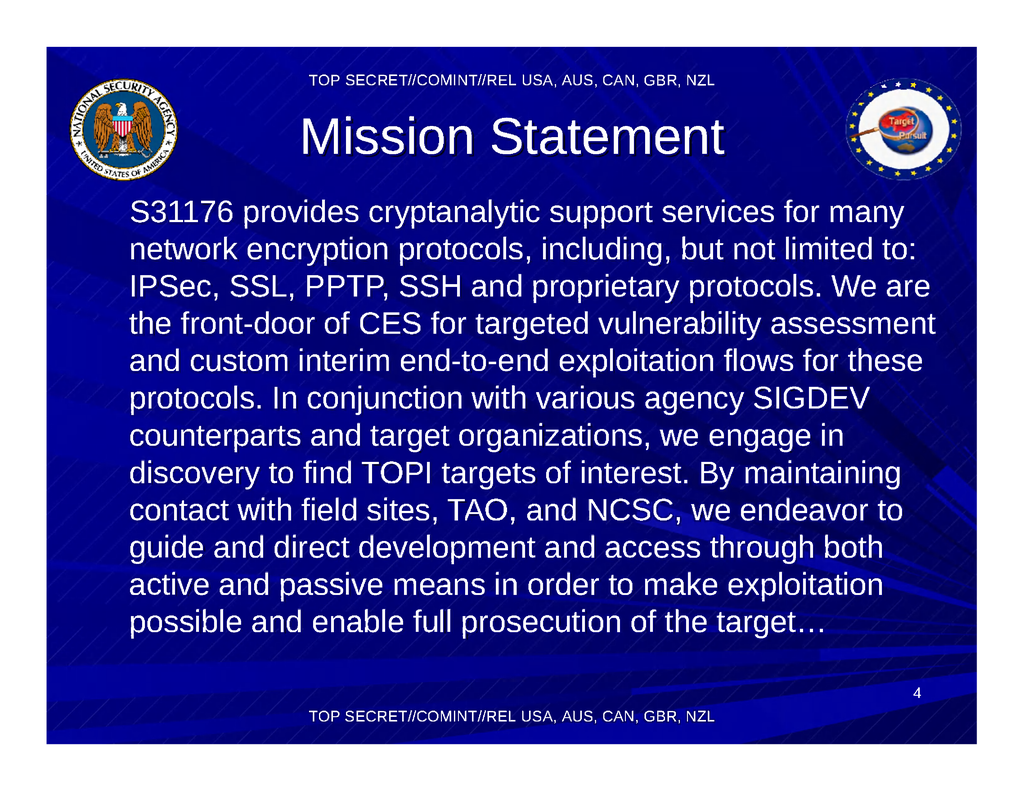 TOP SECRET//COMINT//REL USA, AUS, CAN, GBR, NZL
NATIONAL SECURITY AGENCY
UNITED STATES OF AMERICA
Mission Statement
Target
Pursuit
S31176 provides cryptanalytic support services for many
network encryption protocols, including, but not limited to:
IPSec, SSL, PPTP, SSH and proprietary protocols. We are
the front-door of CES for targeted vulnerability assessment
and custom interim end-to-end exploitation flows for these
protocols. In conjunction with various agency SIGDEV
counterparts and target organizations, we engage in
discovery to find TOPI targets of interest. By maintaining
contact with field sites, TAO, and NCSC, we endeavor to
guide and direct development and access through both
active and passive means in order to make exploitation
possible and enable full prosecution of the target…
4
TOP SECRET//COMINT//REL USA, AUS, CAN, GBR, NZL